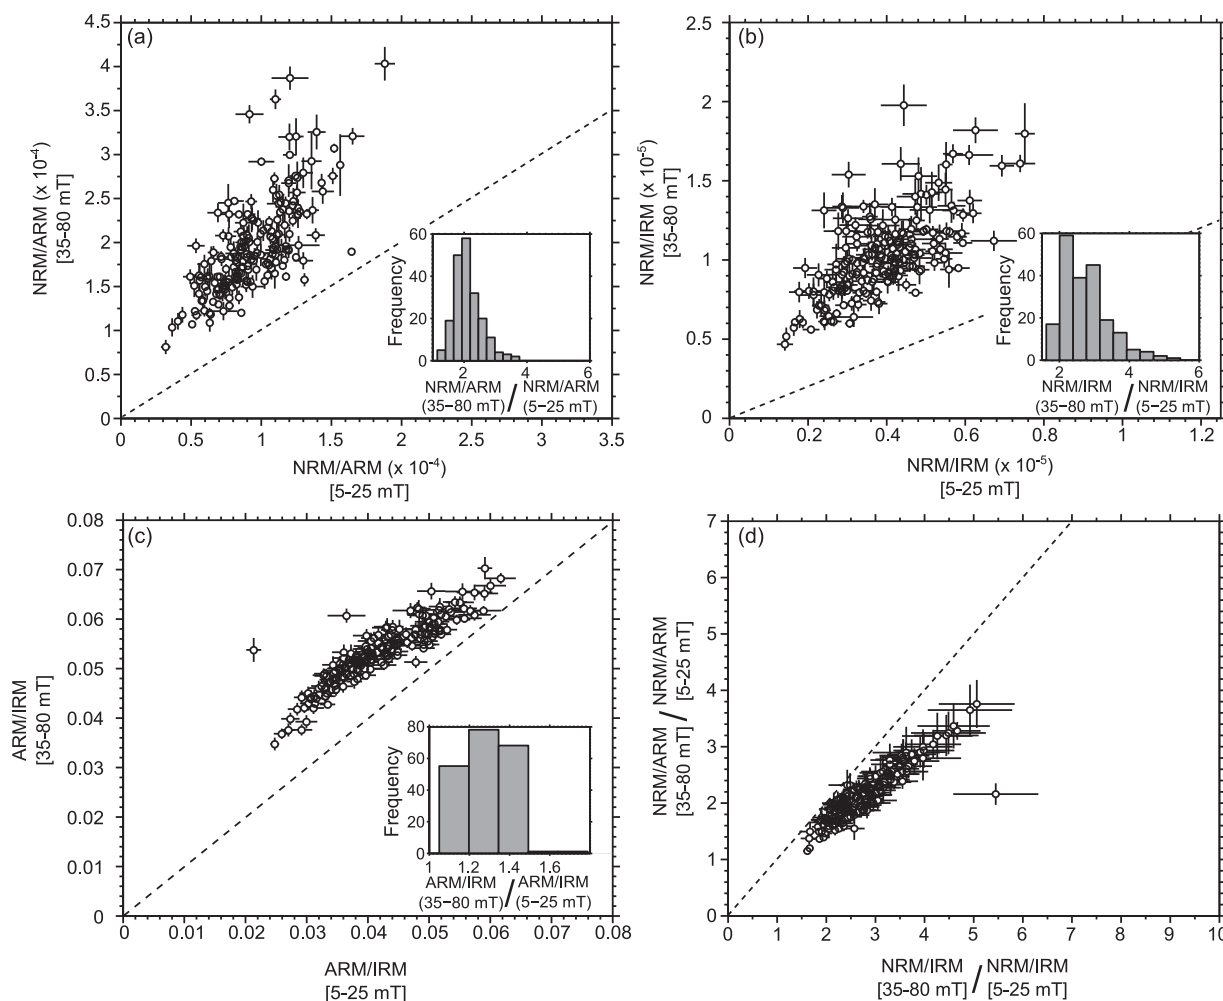 (a)
NRM/ARM (x 10⁻⁴)
[35-80 mT]
4.5
4
3.5
3
2.5
2
1.5
1
0.5
0
0 0.5 1 1.5 2 2.5 3 3.5
NRM/ARM (x 10⁻⁴)
[5-25 mT]
Frequency
60
40
20
0
2 4 6
NRM/ARM / NRM/ARM
(35–80 mT) (5–25 mT)
(b)
NRM/IRM (x 10⁻⁵)
[35-80 mT]
2.5
2
1.5
1
0.5
0
0 0.2 0.4 0.6 0.8 1 1.2
NRM/IRM (x 10⁻⁵)
[5-25 mT]
Frequency
60
40
20
0
2 4 6
NRM/IRM / NRM/IRM
(35–80 mT) (5–25 mT)
(c)
ARM/IRM
[35-80 mT]
0.08
0.07
0.06
0.05
0.04
0.03
0.02
0.01
0
0 0.01 0.02 0.03 0.04 0.05 0.06 0.07 0.08
ARM/IRM
[5-25 mT]
Frequency
80
60
40
20
0
1 1.2 1.4 1.6
ARM/IRM / ARM/IRM
(35–80 mT) (5–25 mT)
(d)
NRM/ARM / NRM/ARM
[35-80 mT] [5-25 mT]
7
6
5
4
3
2
1
0
0 1 2 3 4 5 6 7 8 9 10
NRM/IRM / NRM/IRM
[35-80 mT] [5-25 mT]